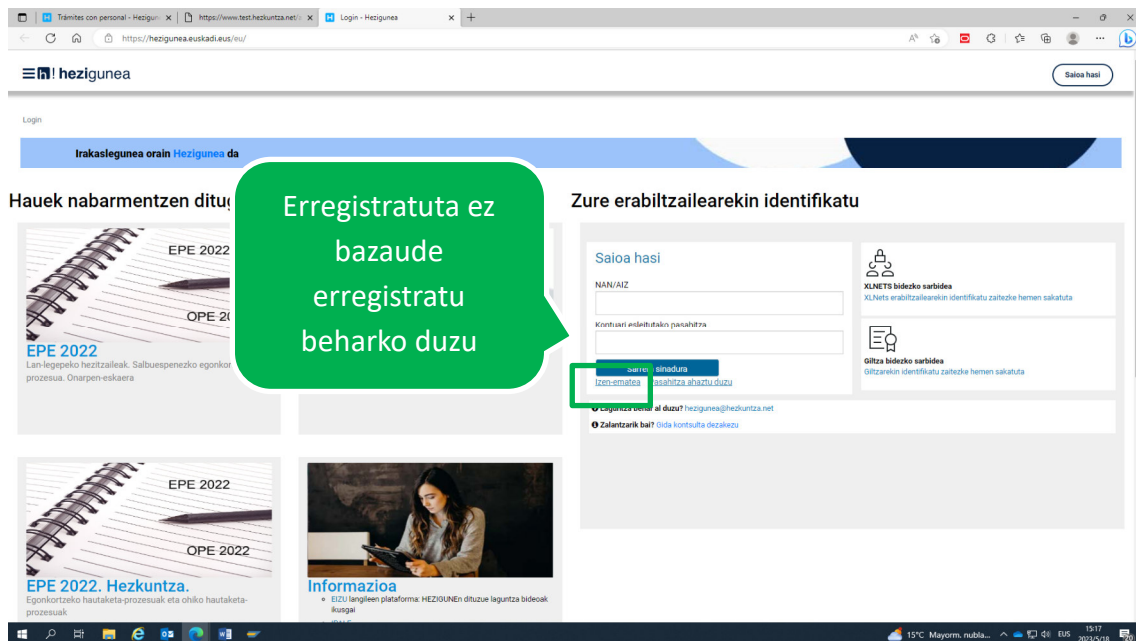 Trámites con personal - Hezigun
https://www.test.hezkuntza.net/
Login - Hezigunea
https://hezigunea.euskadi.eus/eu/
h! hezigunea
Saioa hasi
Login
Irakaslegunea orain Hezigunea da
Hauek nabarmentzen ditu
Zure erabiltzailearekin identifikatu
Erregistratuta ez
bazaude
erregistratu
beharko duzu
EPE 2022
OPE 20
EPE 2022
Lan-legepeko hezitzaileak. Salbuespenezko egonkor
prozesua. Onarpen-eskaera
Saioa hasi
NAN/AIZ
Kontuari esleitutako pasahitza
Sarrera sinadura
Izen-ematea
Pasahitza ahaztu duzu
XLNETS bidezko sarbidea
XLNets erabiltzailearekin identifikatu zaitezke hemen sakatuta
Giltza bidezko sarbidea
Giltzarekin identifikatu zaitezke hemen sakatuta
Laguntza behar al duzu? hezigunea@hezkuntza.net
Zalantzarik bai? Gida kontsulta dezakezu
EPE 2022
OPE 2022
EPE 2022. Hezkuntza.
Egonkortzeko hautaketa-prozesuak eta ohiko hautaketa-
prozesuak
Informazioa
EIZU langileen plataforma: HEZIGUNEn dituzue laguntza bideoak
ikusgai
15°C Mayorm. nubla...
EUS
15:17
2023/5/18